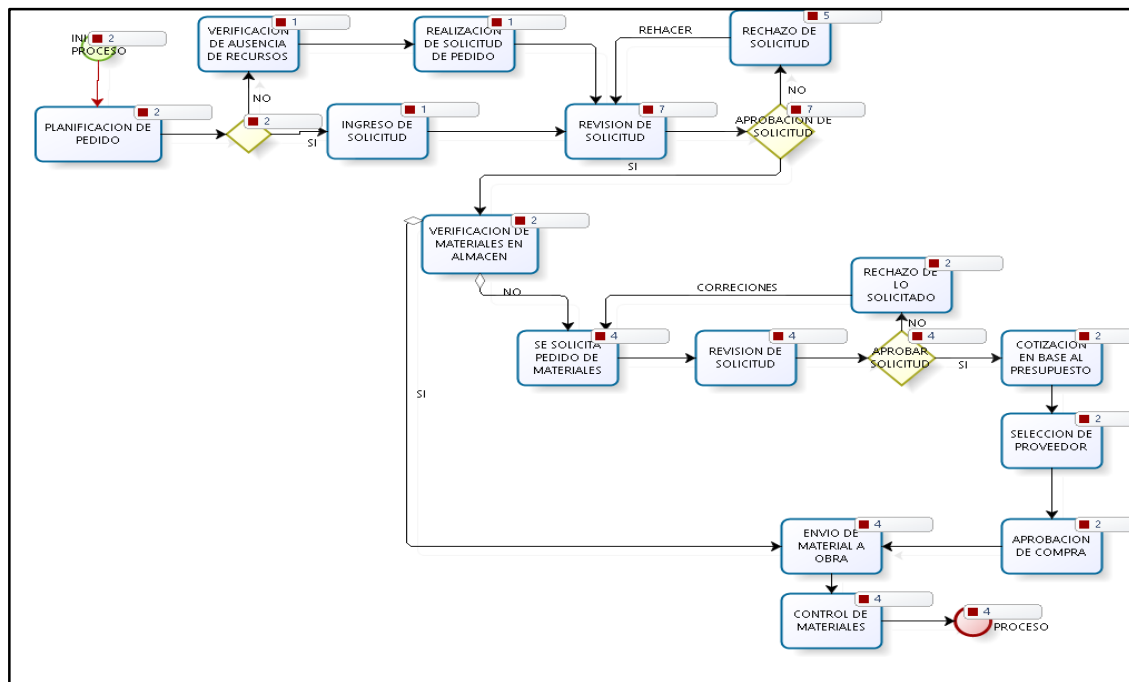 INI
PROCESO
2
VERIFICACION
DE AUSENCIA
DE RECURSOS
1
REALIZACIÓN
DE SOLICITUD
DE PEDIDO
1
REHACER
RECHAZO DE
SOLICITUD
5
NO
NO
PLANIFICACION DE
PEDIDO
2
2
SI
INGRESO DE
SOLICITUD
1
REVISION DE
SOLICITUD
7
APROBACION DE
SOLICITUD
7
SI
VERIFICACION DE
MATERIALES EN
ALMACEN
2
NO
CORRECIONES
RECHAZO DE
LO
SOLICITADO
2
NO
SE SOLICITA
PEDIDO DE
MATERIALES
4
REVISION DE
SOLICITUD
4
APROBAR
SOLICITUD
4
SI
COTIZACIÓN
EN BASE AL
PRESUPUESTO
2
SI
SELECCION DE
PROVEEDOR
2
ENVIO DE
MATERIAL A
OBRA
4
APROBACION
DE COMPRA
2
CONTROL DE
MATERIALES
4
4
PROCESO